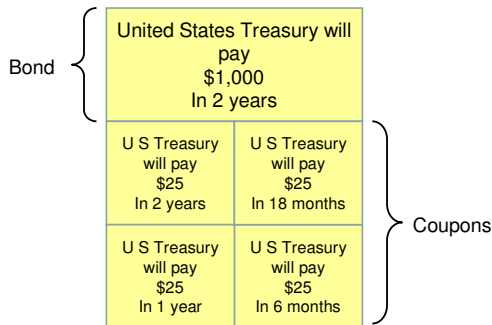 Bond
United States Treasury will
pay
$1,000
In 2 years
U S Treasury
will pay
$25
In 2 years
U S Treasury
will pay
$25
In 18 months
Coupons
U S Treasury
will pay
$25
In 1 year
U S Treasury
will pay
$25
In 6 months